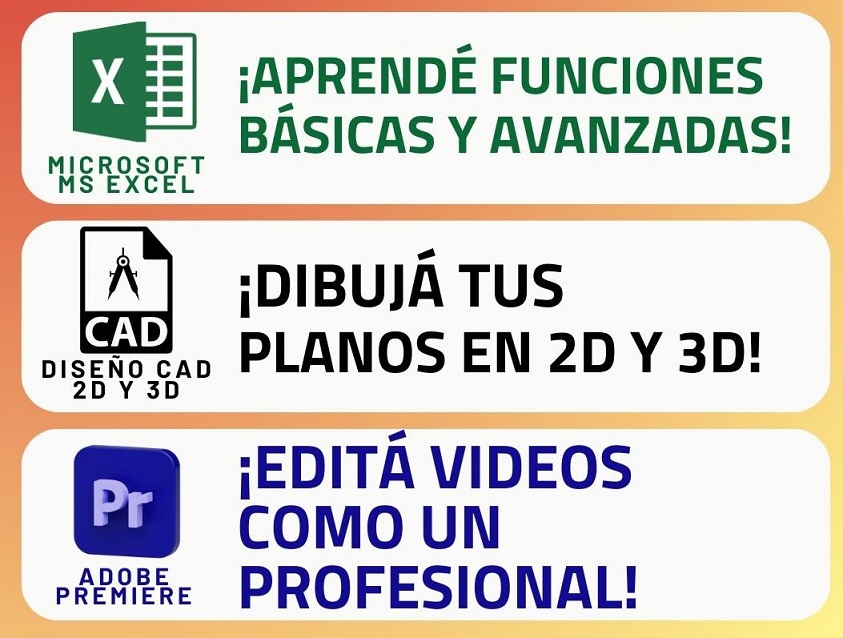 X
MICROSOFT
MS EXCEL
¡APRENDÉ FUNCIONES
BÁSICAS Y AVANZADAS!
CAD
DISEÑO CAD
2D Y 3D
¡DIBUJÁ TUS
PLANOS EN 2D Y 3D!
Pr
ADOBE
PREMIERE
¡EDITÁ VIDEOS
COMO UN
PROFESIONAL!